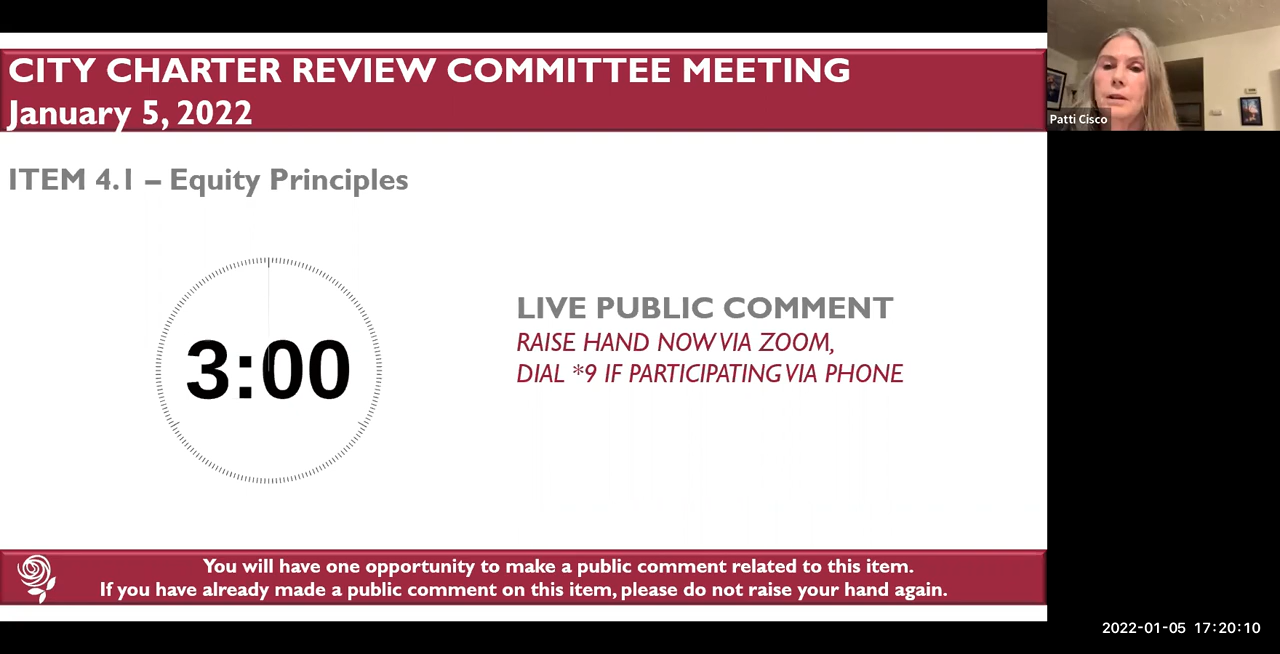 CITY CHARTER REVIEW COMMITTEE MEETING
January 5, 2022
Patti Cisco
ITEM 4.1 – Equity Principles
3:00
LIVE PUBLIC COMMENT
RAISE HAND NOW VIA ZOOM,
DIAL *9 IF PARTICIPATING VIA PHONE
You will have one opportunity to make a public comment related to this item.
If you have already made a public comment on this item, please do not raise your hand again.
2022-01-05 17:20:10